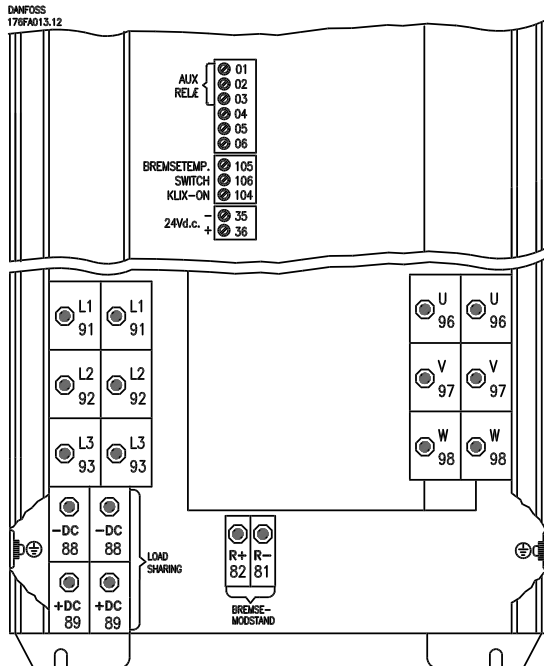 DANFOSS
176FA013.12
AUX
RELÆ
01
02
03
04
05
06
BREMSETEMP.
SWITCH
KLIX-ON
105
106
104
24Vd.c.
- 35
+ 36
L1 91
L1 91
L2 92
L2 92
L3 93
L3 93
U 96
U 96
V 97
V 97
W 98
W 98
-DC 88
-DC 88
+DC 89
+DC 89
LOAD
SHARING
R+ 82
R- 81
BREMSE-
MODSTAND